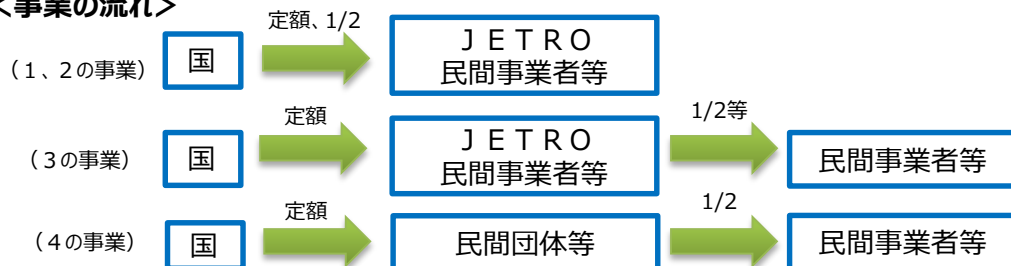 <事業の流れ>
定額、1/2
(1、2の事業) 国 JETRO
民間事業者等
定額 1/2等
(3の事業) 国 JETRO
民間事業者等 民間事業者等
定額 1/2
(4の事業) 国 民間団体等 民間事業者等